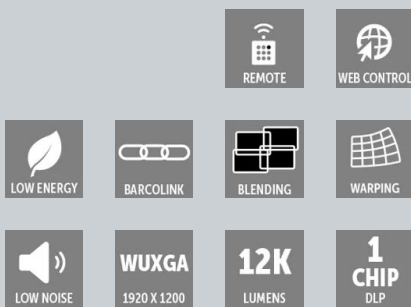 REMOTE
WEB CONTROL
LOW ENERGY
BARCOLINK
BLENDING
WARPING
LOW NOISE
WUXGA
1920 X 1200
12K
LUMENS
1
CHIP
DLP